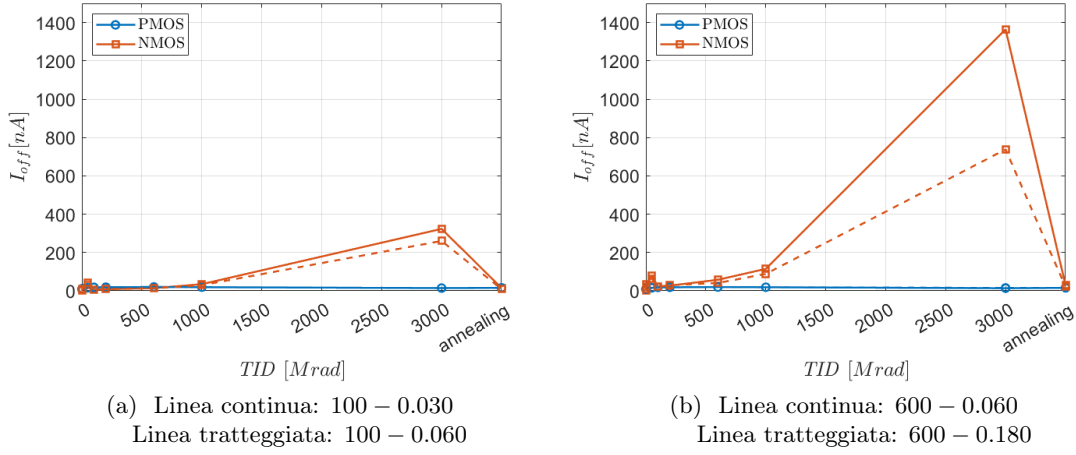 1400
1200
1000
800
600
400
200
0
I_off[nA]
PMOS
NMOS
0
500
1000
1500
2000
2500
3000
annealing
TID [Mrad]
(a) Linea continua: 100 − 0.030
Linea tratteggiata: 100 − 0.060
1400
1200
1000
800
600
400
200
0
I_off[nA]
PMOS
NMOS
0
500
1000
1500
2000
2500
3000
annealing
TID [Mrad]
(b) Linea continua: 600 − 0.060
Linea tratteggiata: 600 − 0.180